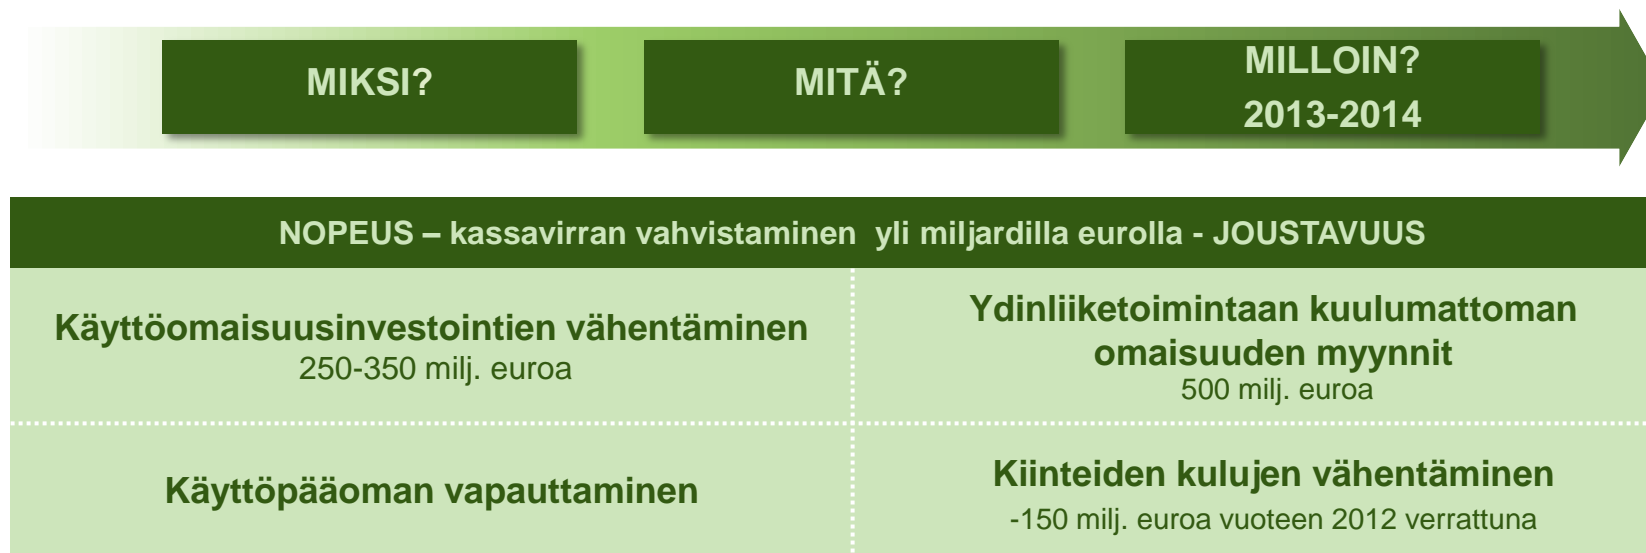 MIKSI?
MITÄ?
MILLOIN?
2013-2014
NOPEUS – kassavirran vahvistaminen yli miljardilla eurolla - JOUSTAVUUS
Käyttöomaisuusinvestointien vähentäminen
250-350 milj. euroa
Ydinliiketoimintaan kuulumattoman
omaisuuden myynnit
500 milj. euroa
Käyttöpääoman vapauttaminen
Kiinteiden kulujen vähentäminen
-150 milj. euroa vuoteen 2012 verrattuna